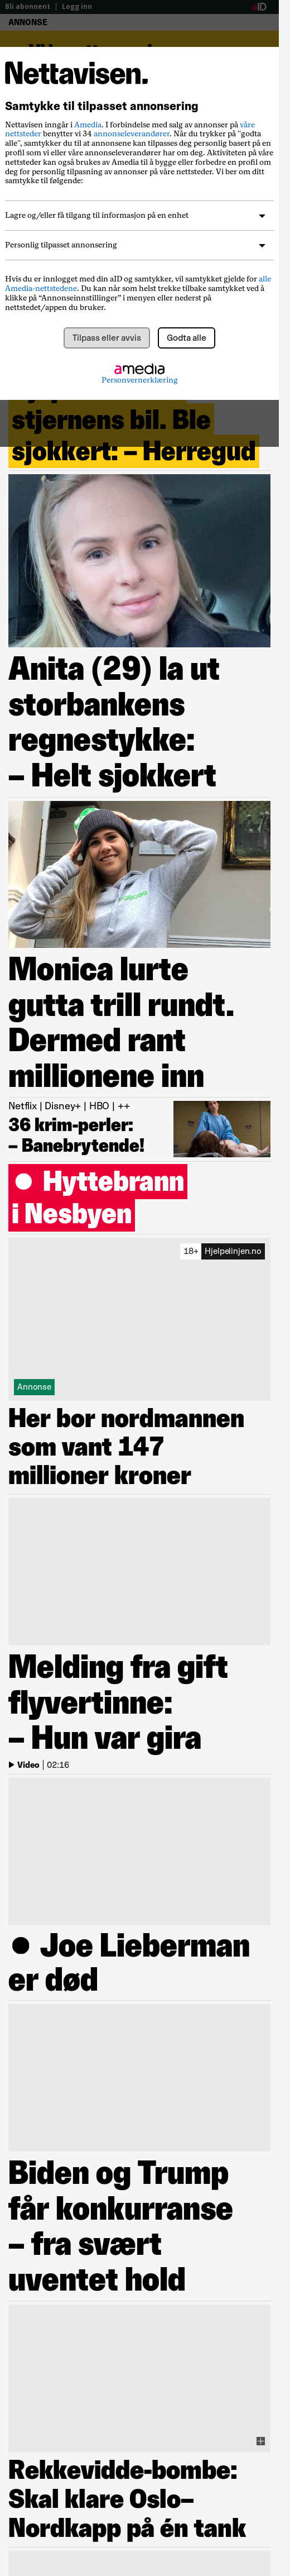 Bli abonnent | Logg inn
aID
ANNONSE
Nettavisen.
Samtykke til tilpasset annonsering
Nettavisen inngår i Amedia. I forbindelse med salg av annonser på våre
nettsteder benytter vi 34 annonseleverandører. Når du trykker på "godta
alle", samtykker du til at annonsene kan tilpasses deg personlig basert på en
profil som vi eller våre annonseleverandører har om deg. Aktiviteten på våre
nettsteder kan også brukes av Amedia til å bygge eller forbedre en profil om
deg for personlig tilpasning av annonser på våre nettsteder. Vi ber om ditt
samtykke til følgende:
Lagre og/eller få tilgang til informasjon på en enhet
Personlig tilpasset annonsering
Hvis du er innlogget med din aID og samtykker, vil samtykket gjelde for alle
Amedia-nettstedene. Du kan når som helst trekke tilbake samtykket ved å
klikke på “Annonseinnstillinger” i menyen eller nederst på
nettstedet/appen du bruker.
Tilpass eller avvis
Godta alle
amedia
Personvernerklæring
stjernens bil. Ble
sjokkert: – Herregud
Anita (29) la ut
storbankens
regnestykke:
– Helt sjokkert
Monica lurte
gutta trill rundt.
Dermed rant
millionene inn
Netflix | Disney+ | HBO | ++
36 krim-perler:
– Banebrytende!
● Hyttebrann
i Nesbyen
18+ Hjelpelinjen.no
Annonse
Her bor nordmannen
som vant 147
millioner kroner
Melding fra gift
flyvertinne:
– Hun var gira
Video | 02:16
● Joe Lieberman
er død
Biden og Trump
får konkurranse
– fra svært
uventet hold
Rekkevidde-bombe:
Skal klare Oslo–
Nordkapp på én tank